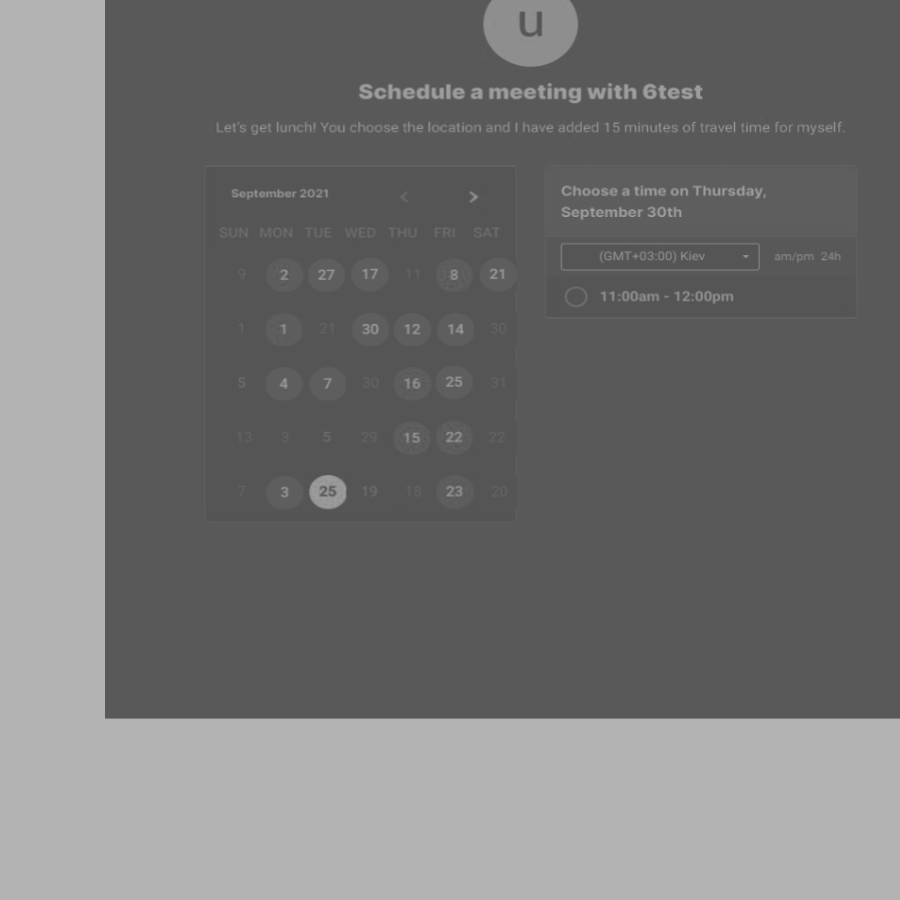 u
Schedule a meeting with 6test
Let's get lunch! You choose the location and I have added 15 minutes of travel time for myself.
September 2021 < >
SUN MON TUE WED THU FRI SAT
9 2 27 17 11 8 21
1 1 21 30 12 14 30
5 4 7 30 16 25 31
13 3 5 29 15 22 22
7 3 25 19 18 23 20
Choose a time on Thursday,
September 30th
(GMT+03:00) Kiev am/pm 24h
11:00am - 12:00pm